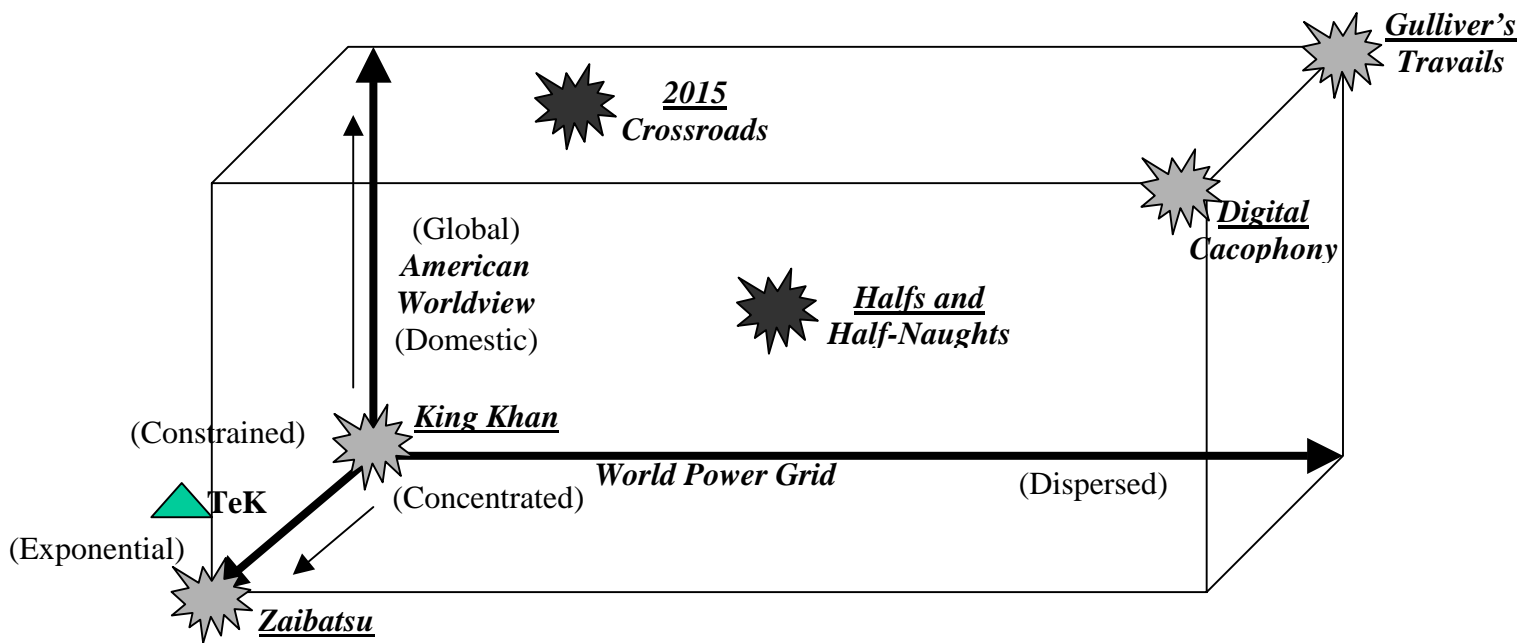 Gulliver's
Travails
2015
Crossroads
Digital
Cacophony
(Global)
American
Worldview
(Domestic)
Halfs and
Half-Naughts
King Khan
(Constrained)
World Power Grid
(Concentrated)
(Dispersed)
TeK
(Exponential)
Zaibatsu